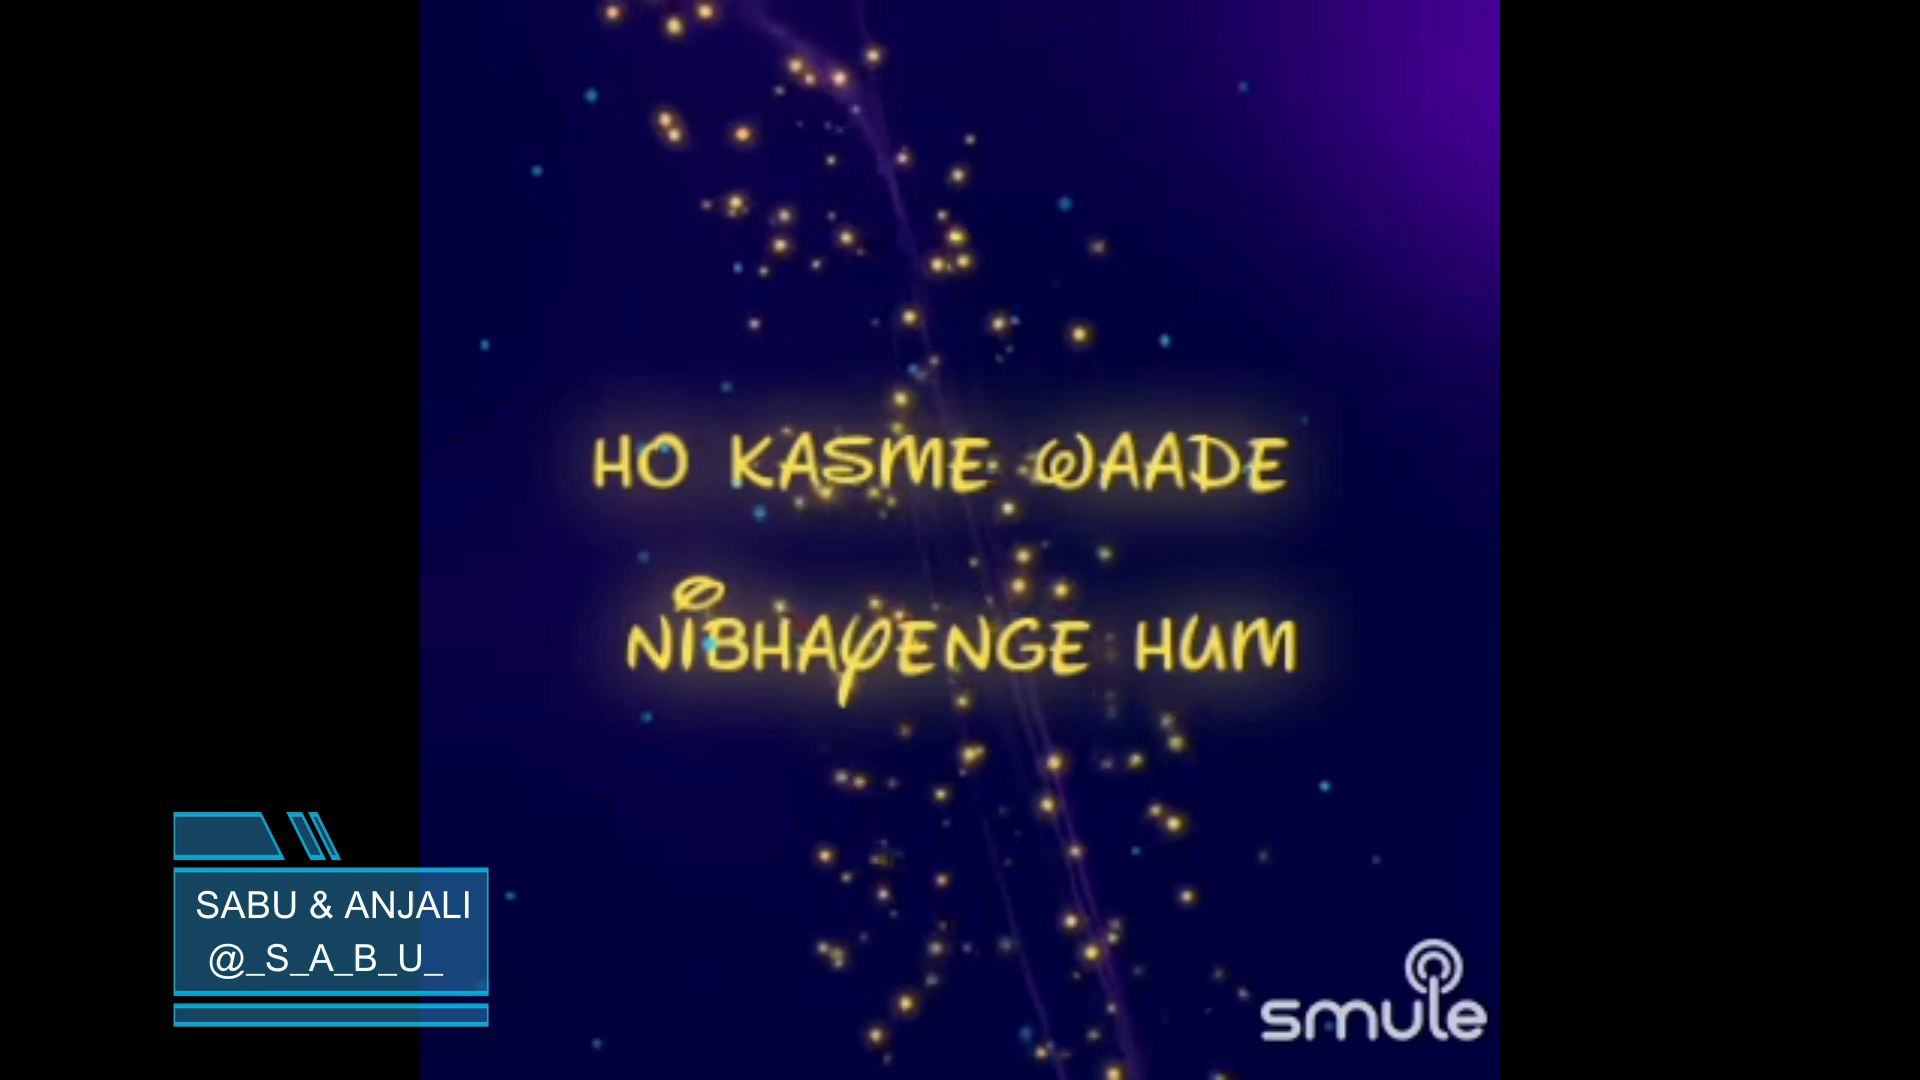 HO KASME WAADE
NIBHAYENGE HUM
SABU & ANJALI
@_S_A_B_U_
smule